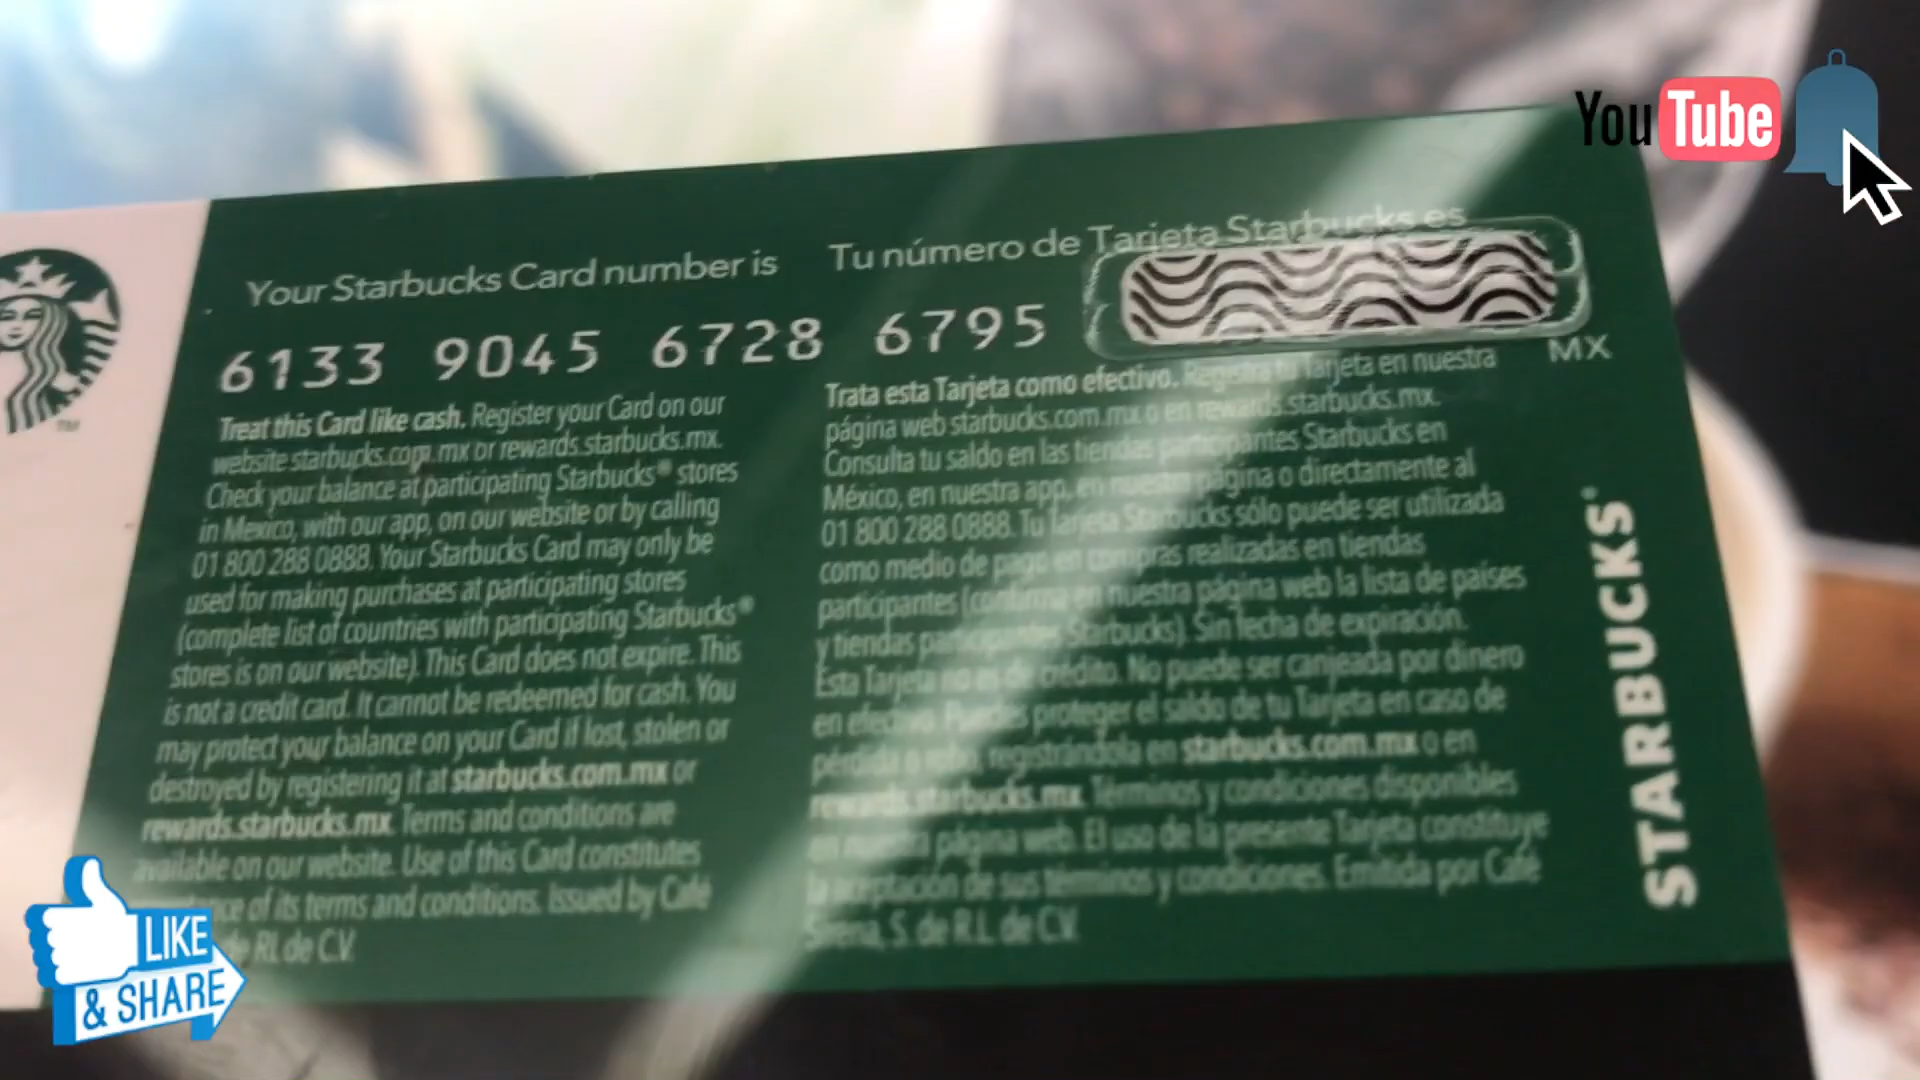 YouTube
Your Starbucks Card number is
6133 9045 6728 6795
Treat this Card like cash. Register your Card on our
website starbucks.com.mx or rewards.starbucks.mx.
Check your balance at participating Starbucks® stores
in Mexico, with our app, on our website or by calling
01 800 288 0888. Your Starbucks Card may only be
used for making purchases at participating stores
(complete list of countries with participating Starbucks®
stores is on our website). This Card does not expire. This
is not a credit card. It cannot be redeemed for cash. You
may protect your balance on your Card if lost, stolen or
destroyed by registering it at starbucks.com.mx or
rewards.starbucks.mx. Terms and conditions are
available on our website. Use of this Card constitutes
of its terms and conditions. Issued by Café
de R.L. de C.V.
Tu número de Tarjeta Starbucks es
MX
Trata esta Tarjeta como efectivo. Registra tu Tarjeta en nuestra
página web starbucks.com.mx o en rewards.starbucks.mx.
Consulta tu saldo en las tiendas participantes Starbucks en
México, en nuestra app, en nuestra página o directamente al
01 800 288 0888. Tu Tarjeta Starbucks sólo puede ser utilizada
como medio de pago en compras realizadas en tiendas
participantes (confirma en nuestra página web la lista de países
y tiendas participantes Starbucks). Sin fecha de expiración.
Esta Tarjeta no es de crédito. No puede ser canjeada por dinero
en efectivo. Puedes proteger el saldo de tu Tarjeta en caso de
pérdida o robo, registrándola en starbucks.com.mx o en
rewards.starbucks.mx. Términos y condiciones disponibles
en nuestra página web. El uso de la presente Tarjeta constituye
la aceptación de sus términos y condiciones. Emitida por Café
Sirena, S. de R.L. de C.V.
STARBUCKS®
TM
LIKE
& SHARE